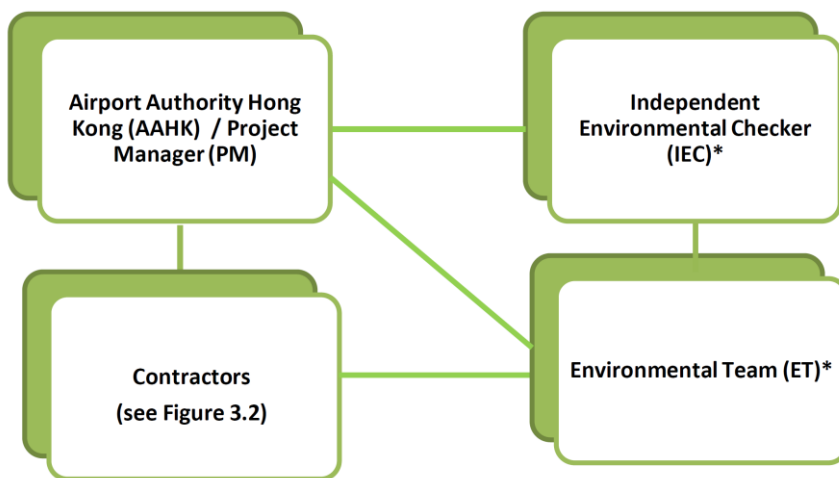 Airport Authority Hong
Kong (AAHK)  / Project
Manager (PM)
Independent
Environmental Checker
(IEC)*
Contractors
(see Figure 3.2)
Environmental Team (ET)*